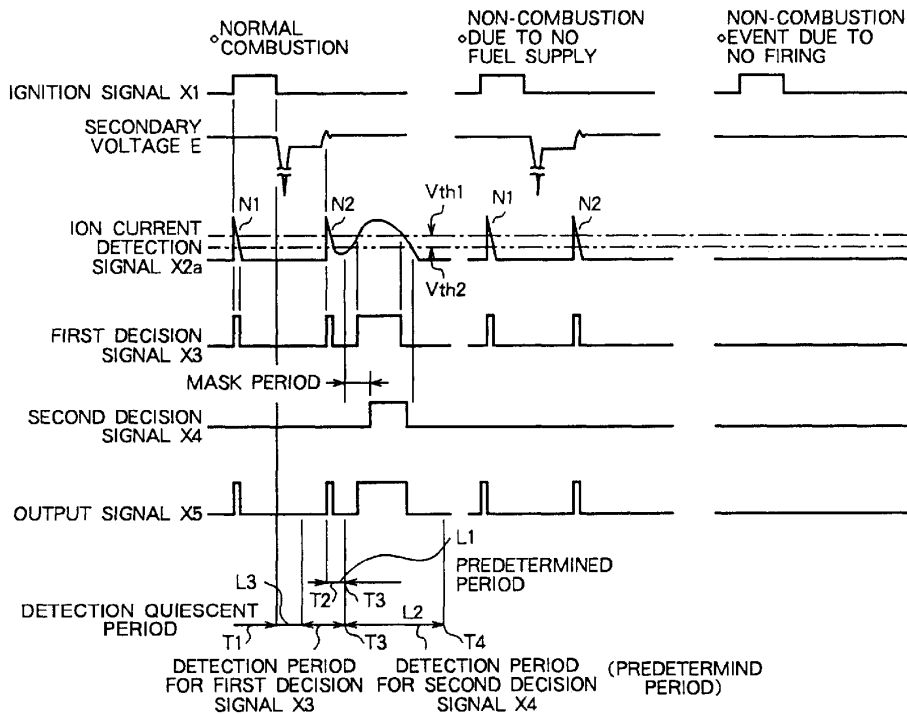 ◇NORMAL COMBUSTION
NON-COMBUSTION
◇DUE TO NO
FUEL SUPPLY
NON-COMBUSTION
◇EVENT DUE TO
NO FIRING
IGNITION SIGNAL X1
SECONDARY
VOLTAGE E
N1
N2
Vth1
N1
N2
ION CURRENT
DETECTION
SIGNAL X2a
Vth2
FIRST DECISION
SIGNAL X3
MASK PERIOD
SECOND DECISION
SIGNAL X4
OUTPUT SIGNAL X5
L1
PREDETERMINED
PERIOD
T2
T3
L3
L2
DETECTION QUIESCENT
PERIOD
T1
T3
T4
DETECTION PERIOD
FOR FIRST DECISION
SIGNAL X3
DETECTION PERIOD
FOR SECOND DECISION
SIGNAL X4
(PREDETERMIND
PERIOD)